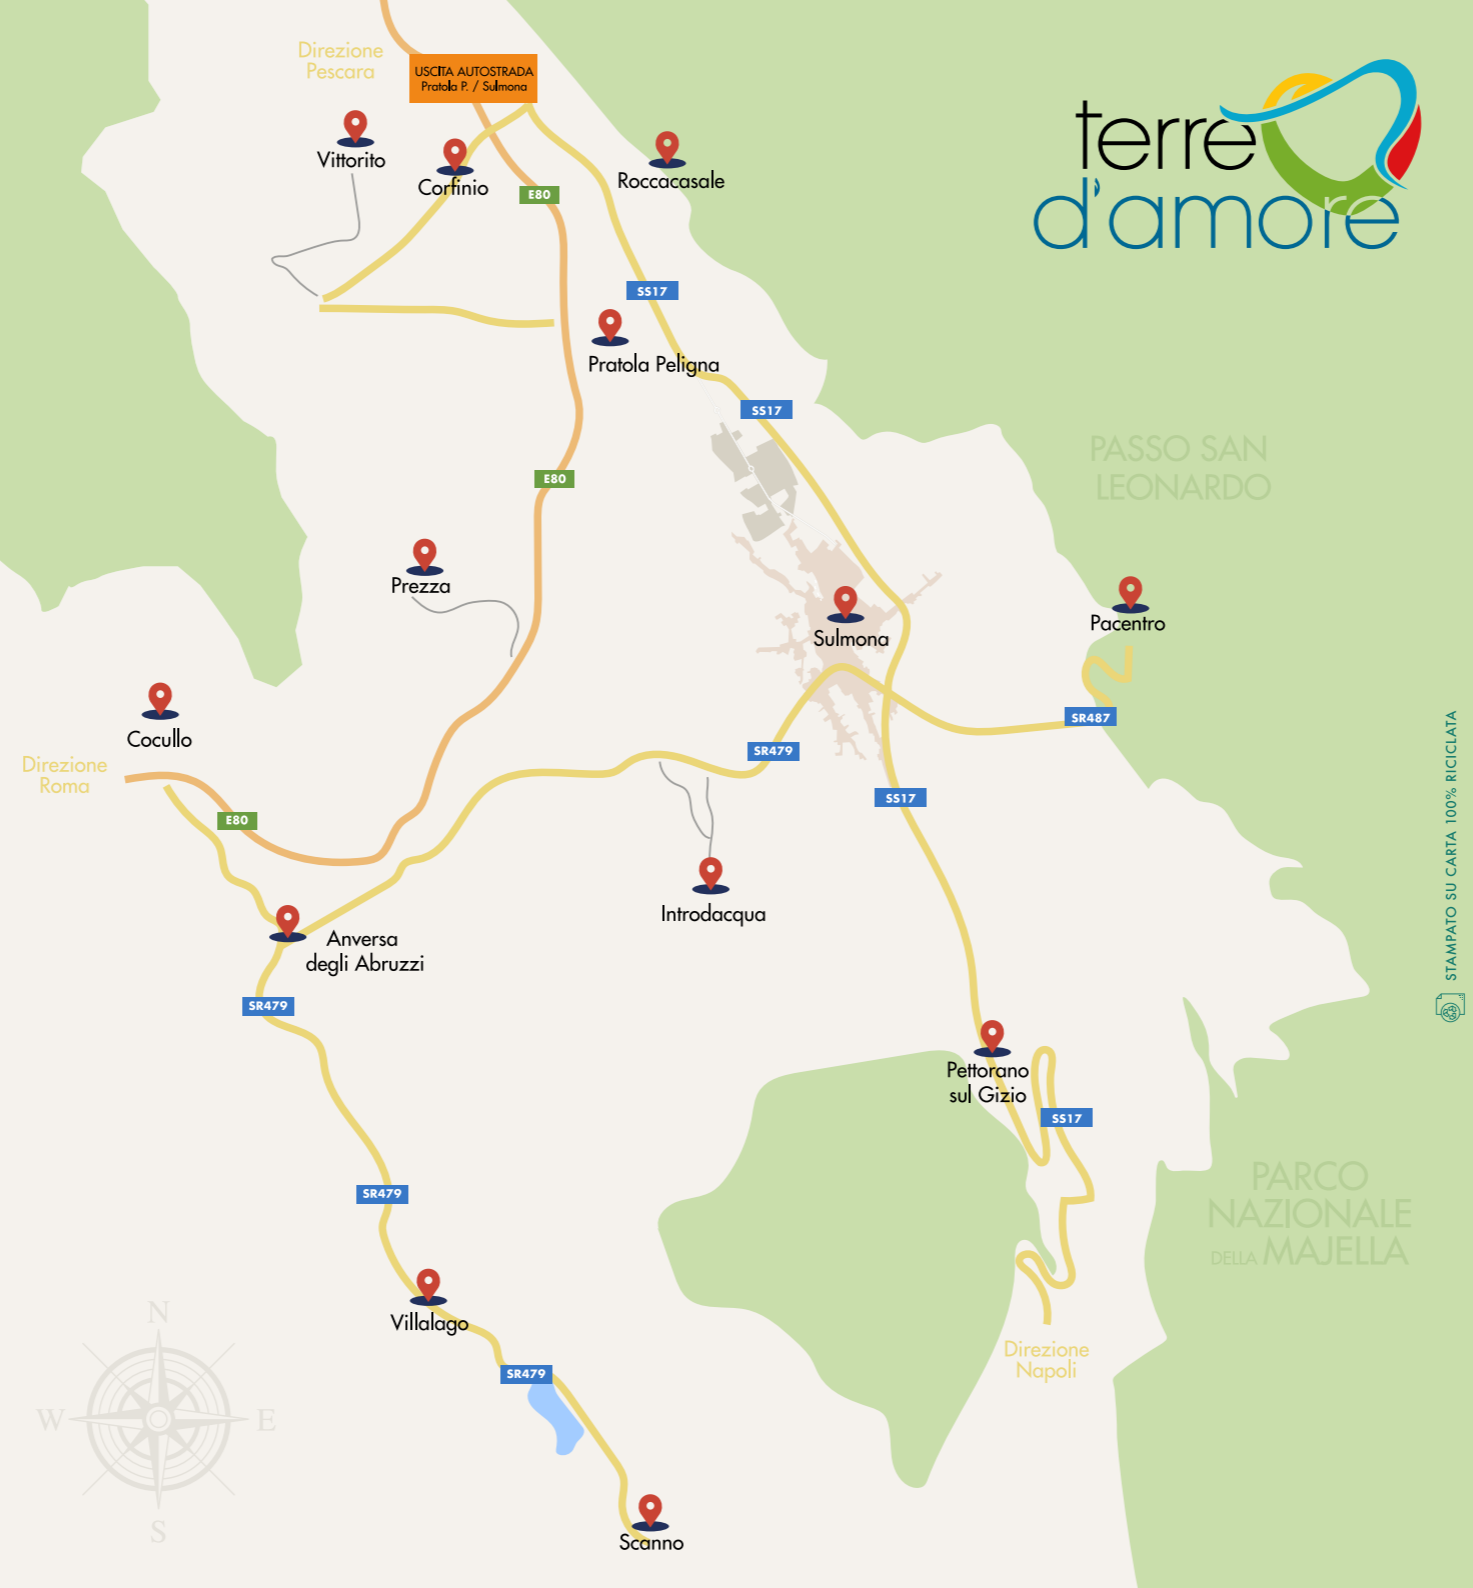 Direzione
Pescara
USCITA AUTOSTRADA
Pratola P. / Sulmona
terre
d'amore
Vittorito
Corfinio
Roccacasale
E80
SS17
Pratola Peligna
SS17
PASSO SAN
LEONARDO
E80
Prezza
Sulmona
Pacentro
Cocullo
SR487
Direzione
Roma
SR479
SS17
E80
STAMPATO SU CARTA 100% RICICLATA
Introdacqua
Anversa
degli Abruzzi
SR479
Pettorano
sul Gizio
SS17
PARCO
NAZIONALE
DELLA MAJELLA
SR479
Villalago
Direzione
Napoli
SR479
N
W
E
S
Scanno